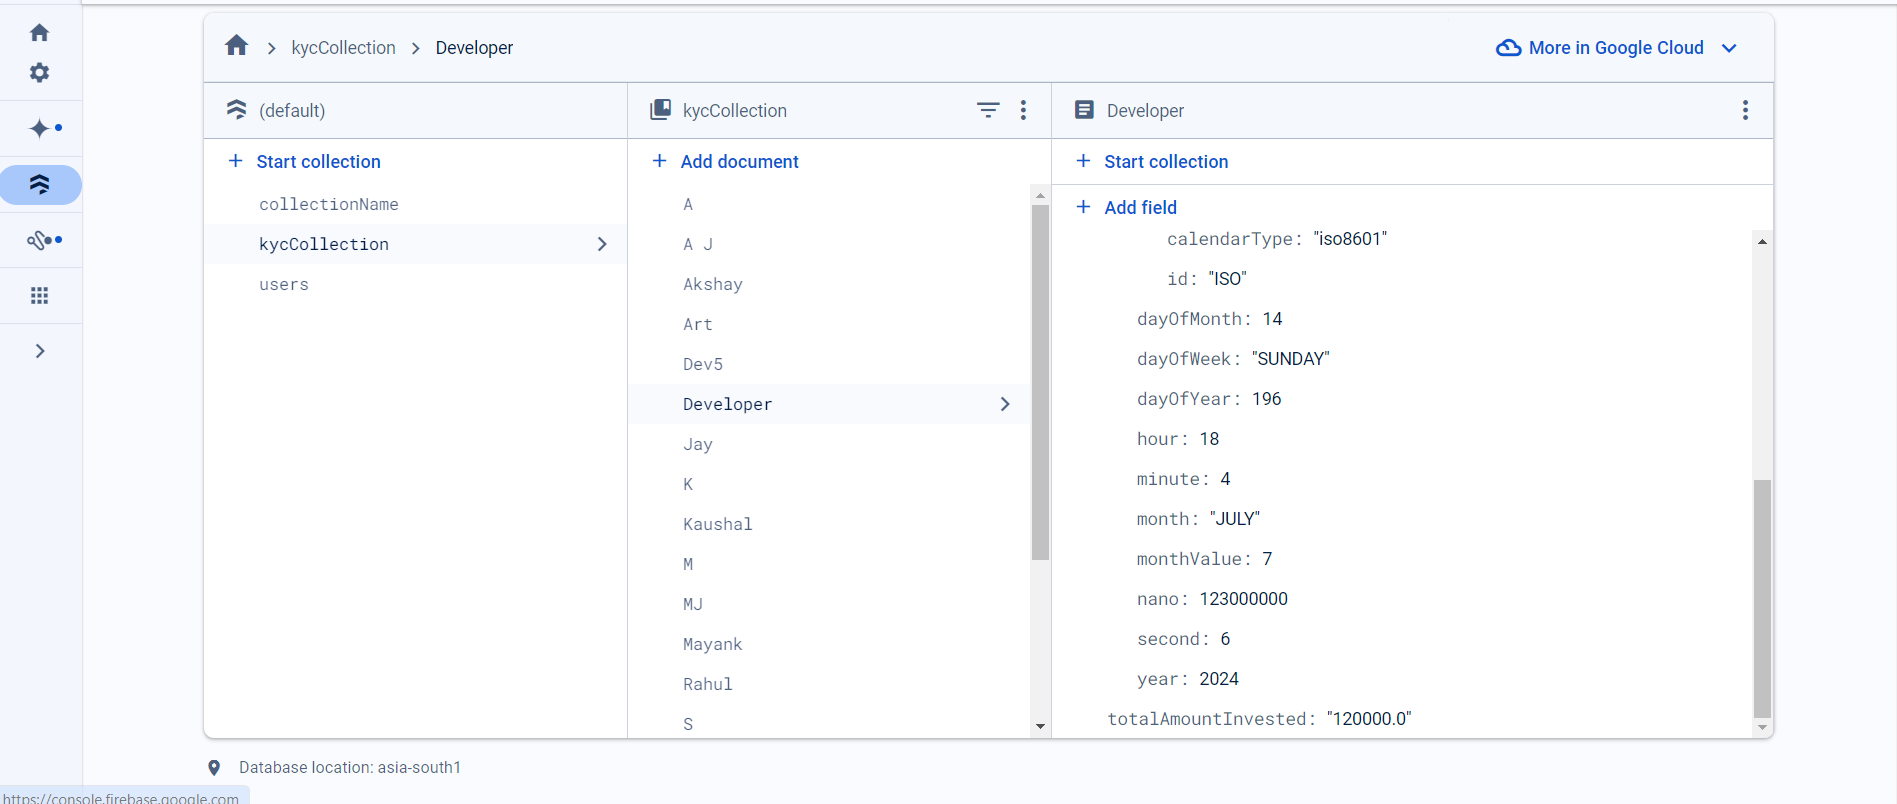 kycCollection
Developer
More in Google Cloud
(default)
Start collection
collectionName
kycCollection
users
kycCollection
Add document
A
A J
Akshay
Art
Dev5
Developer
Jay
K
Kaushal
M
MJ
Mayank
Rahul
S
Developer
Start collection
Add field
calendarType: "iso8601"
id: "ISO"
dayOfMonth: 14
dayOfWeek: "SUNDAY"
dayOfYear: 196
hour: 18
minute: 4
month: "JULY"
monthValue: 7
nano: 123000000
second: 6
year: 2024
totalAmountInvested: "120000.0"
Database location: asia-south1
https://console.firebase.google.com